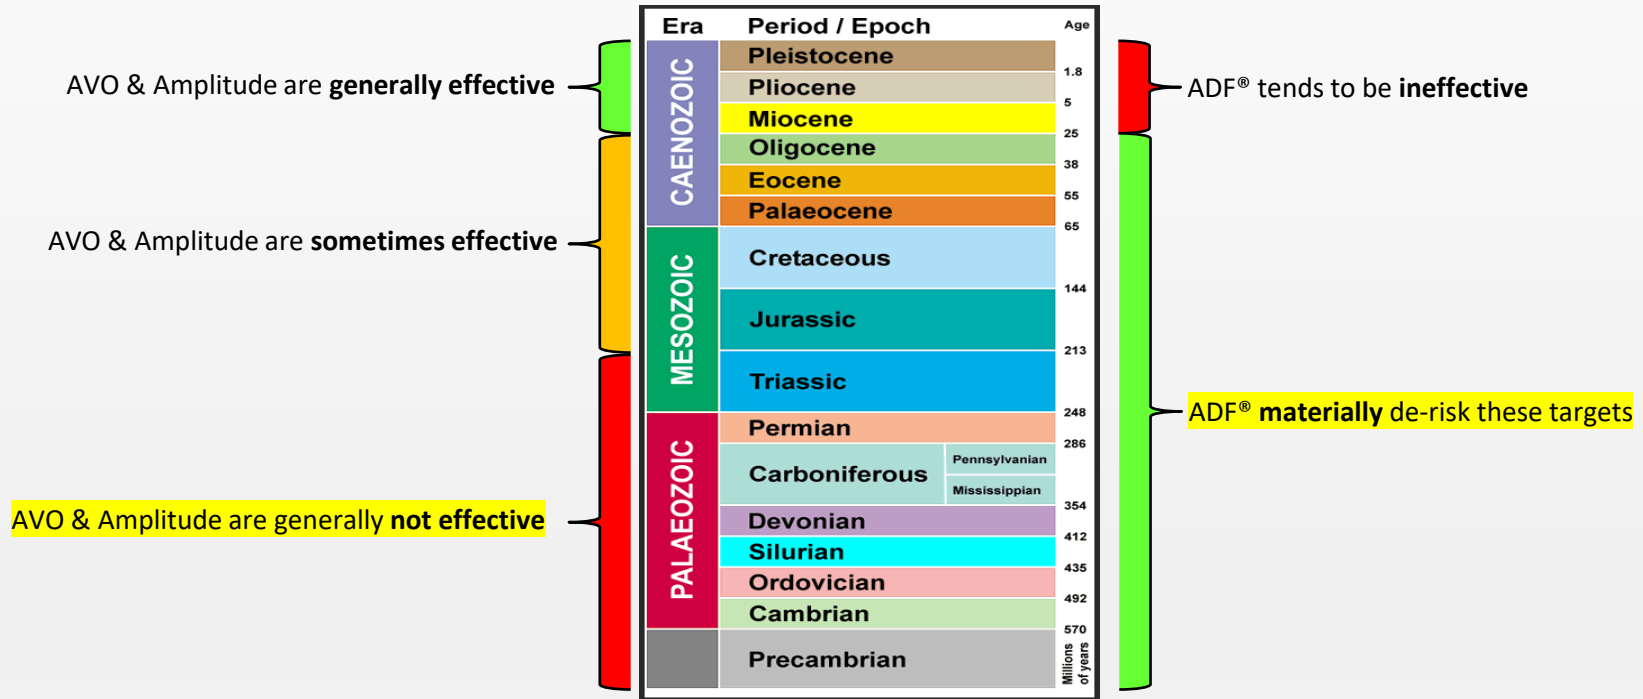 Era Period / Epoch Age
AVO & Amplitude are generally effective
ADF® tends to be ineffective
AVO & Amplitude are sometimes effective
ADF® materially de-risk these targets
AVO & Amplitude are generally not effective
CAENOZOIC
Pleistocene
1.8
Pliocene
5
Miocene
25
Oligocene
38
Eocene
55
Palaeocene
65
MESOZOIC
Cretaceous
144
Jurassic
213
Triassic
248
PALAEOZOIC
Permian
286
Carboniferous
Pennsylvanian
Mississippian
354
Devonian
412
Silurian
435
Ordovician
492
Cambrian
570
Precambrian
Millions
of years